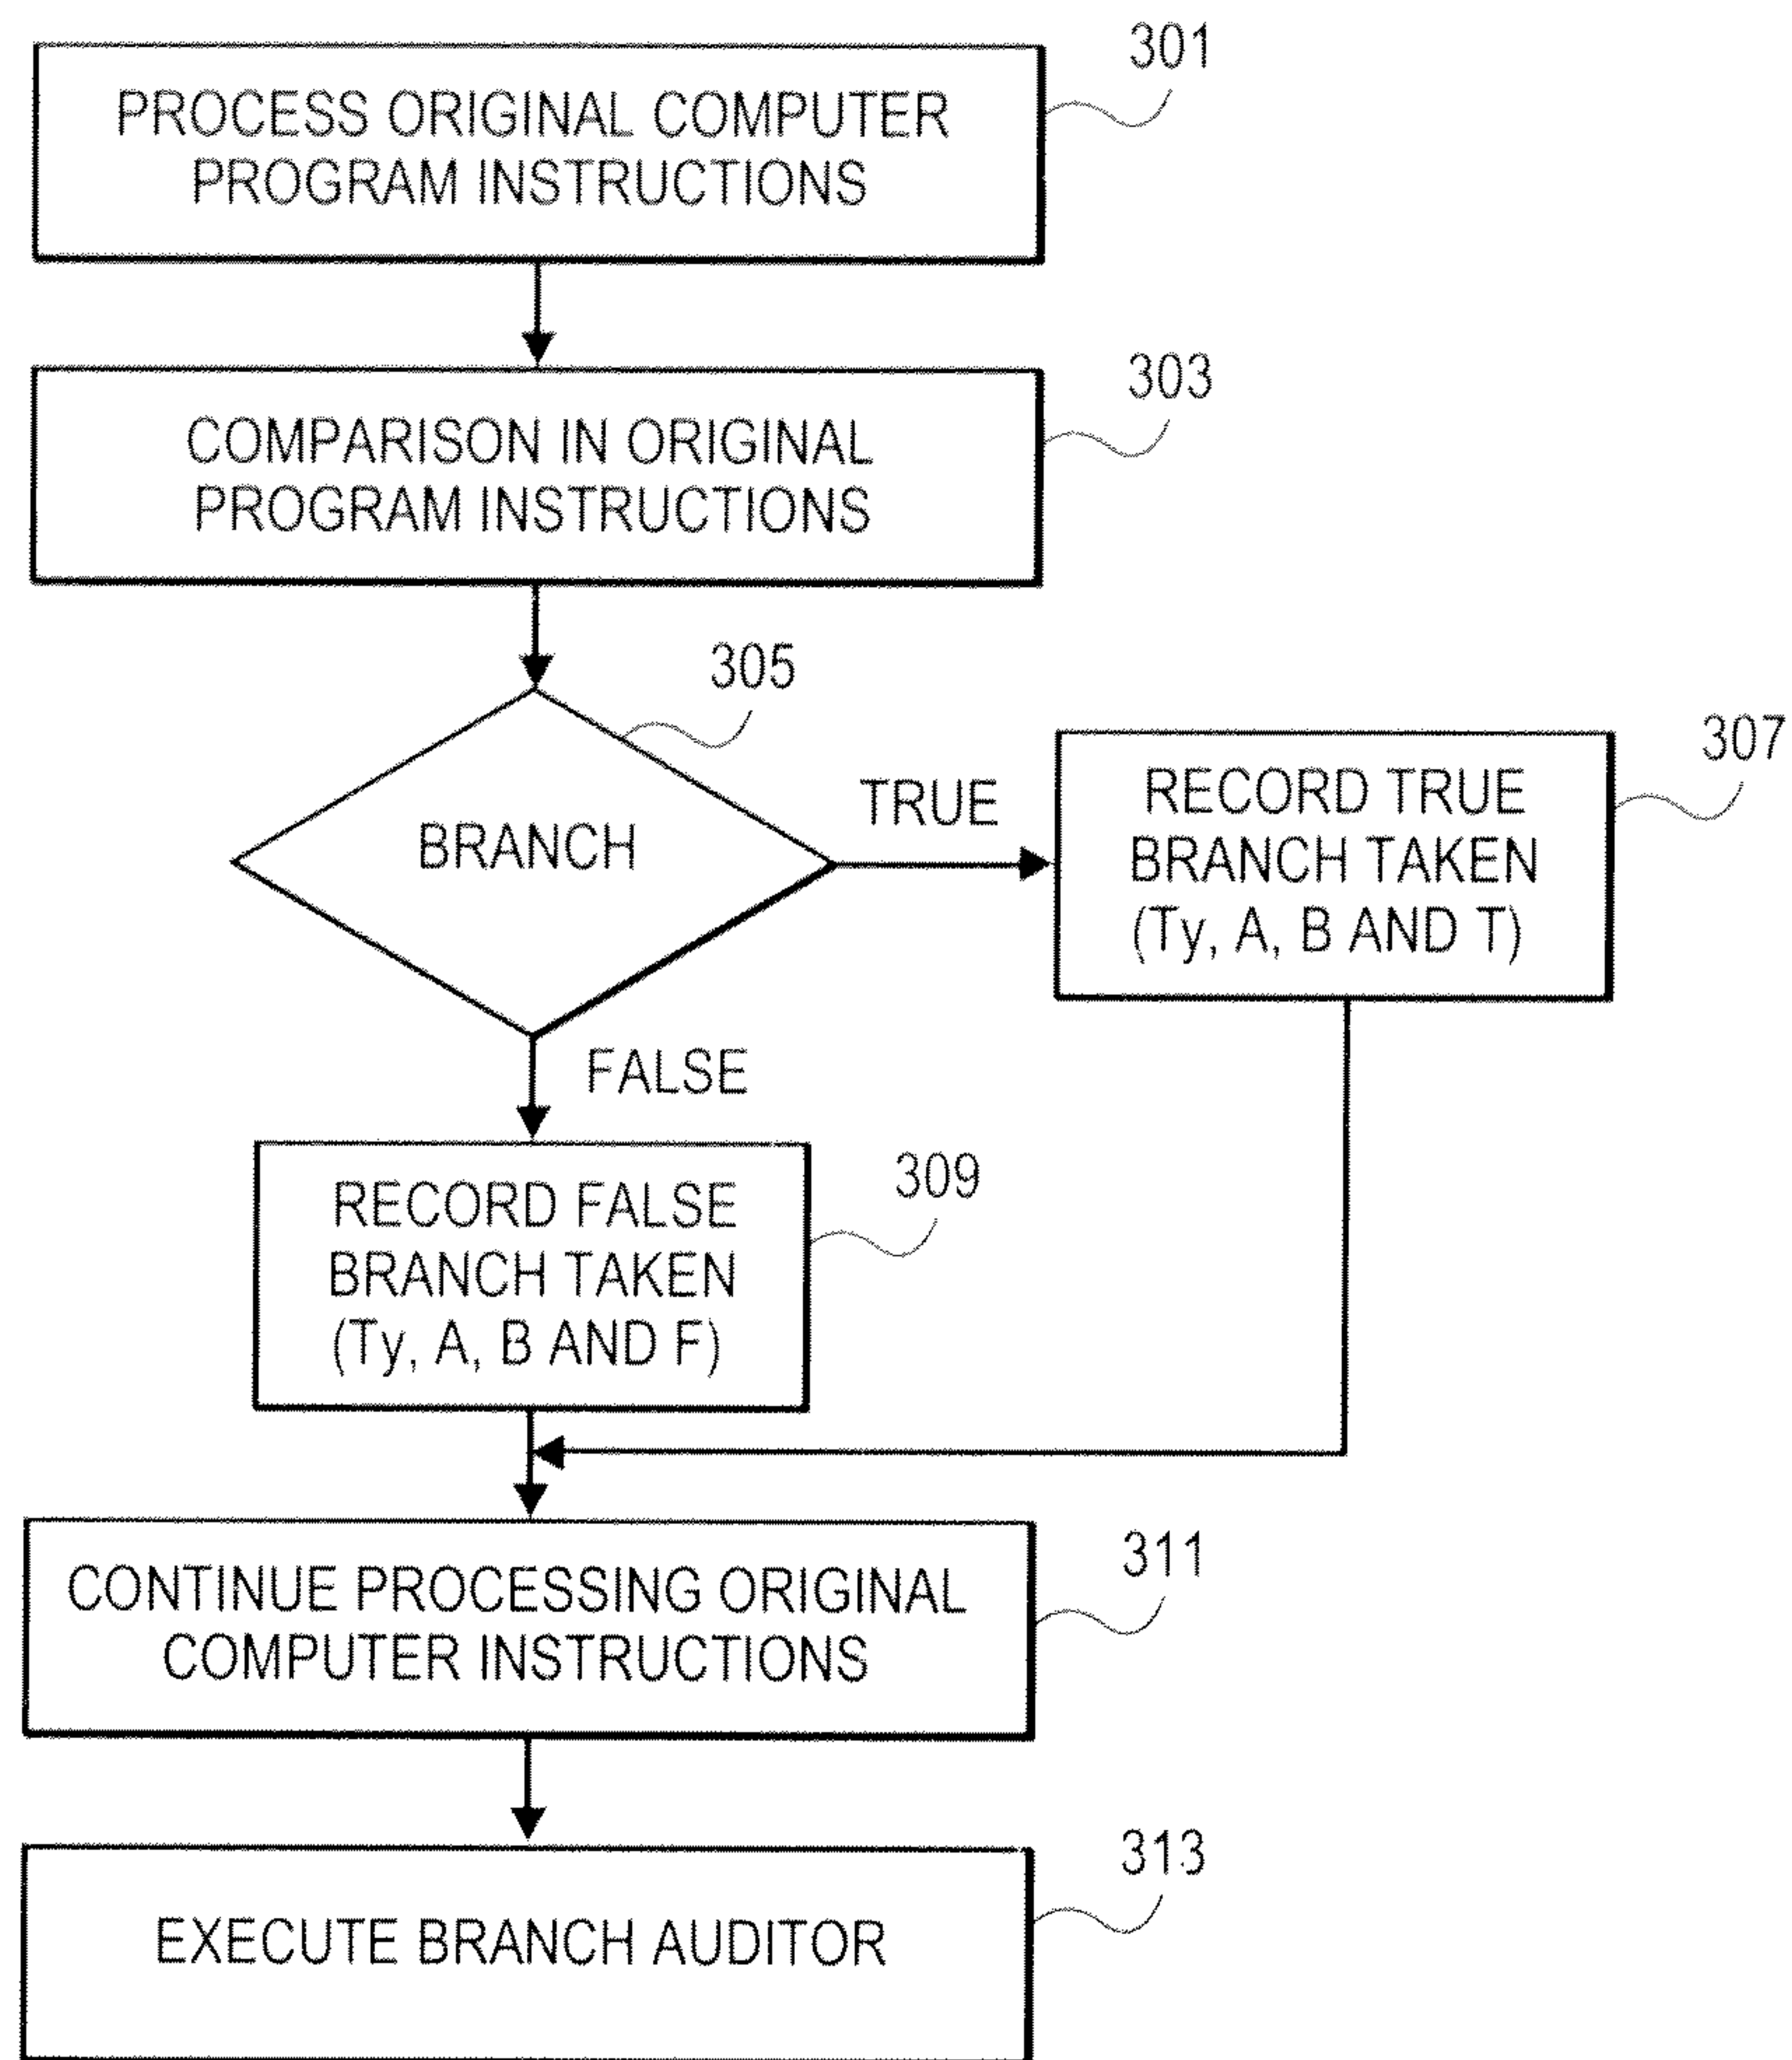 301
PROCESS ORIGINAL COMPUTER
PROGRAM INSTRUCTIONS
303
COMPARISON IN ORIGINAL
PROGRAM INSTRUCTIONS
305
BRANCH
TRUE
307
RECORD TRUE
BRANCH TAKEN
(Ty, A, B AND T)
FALSE
309
RECORD FALSE
BRANCH TAKEN
(Ty, A, B AND F)
311
CONTINUE PROCESSING ORIGINAL
COMPUTER INSTRUCTIONS
313
EXECUTE BRANCH AUDITOR